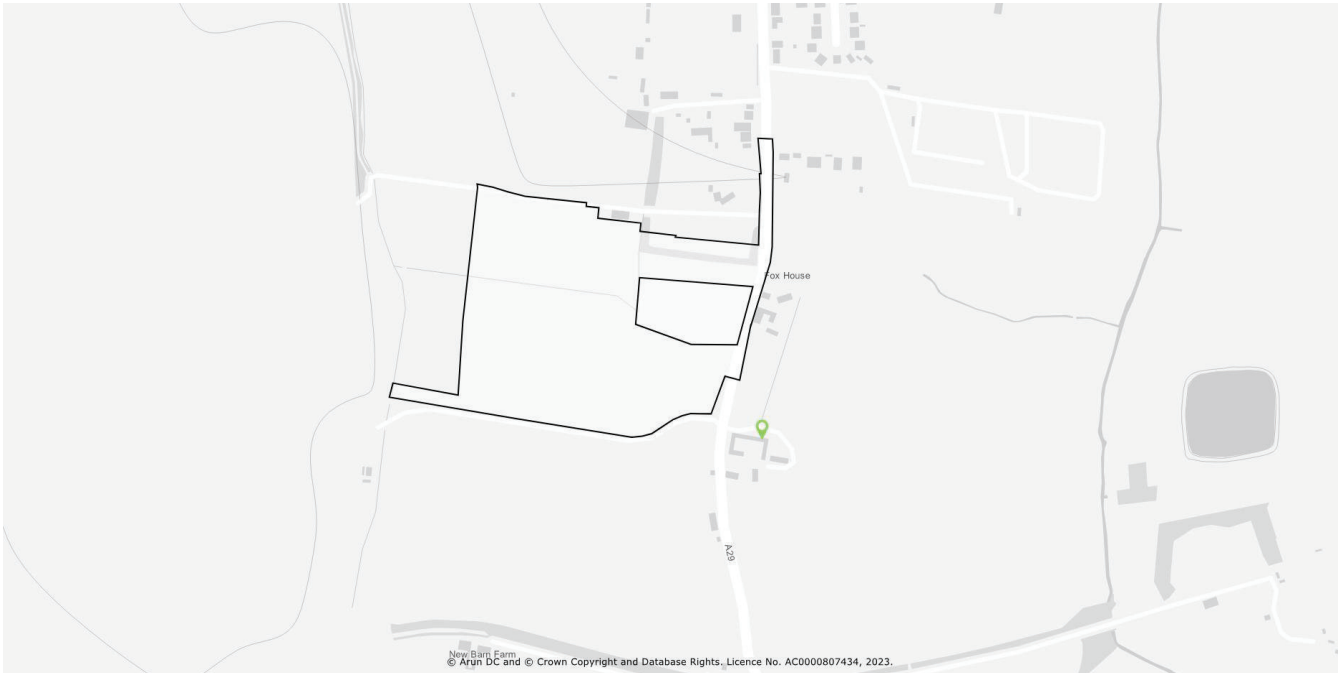 Fox House
A29
New Barn Farm
© Arun DC and © Crown Copyright and Database Rights. Licence No. AC0000807434, 2023.